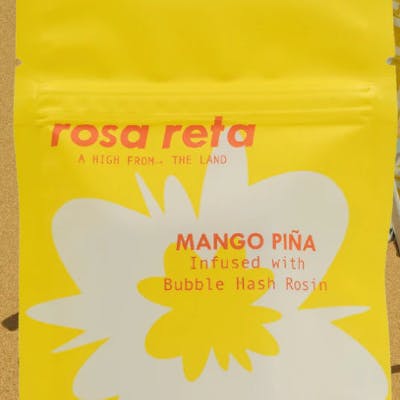 rosa reta
A HIGH FROM→ THE LAND
MANGO PIÑA
Infused with
Bubble Hash Rosin